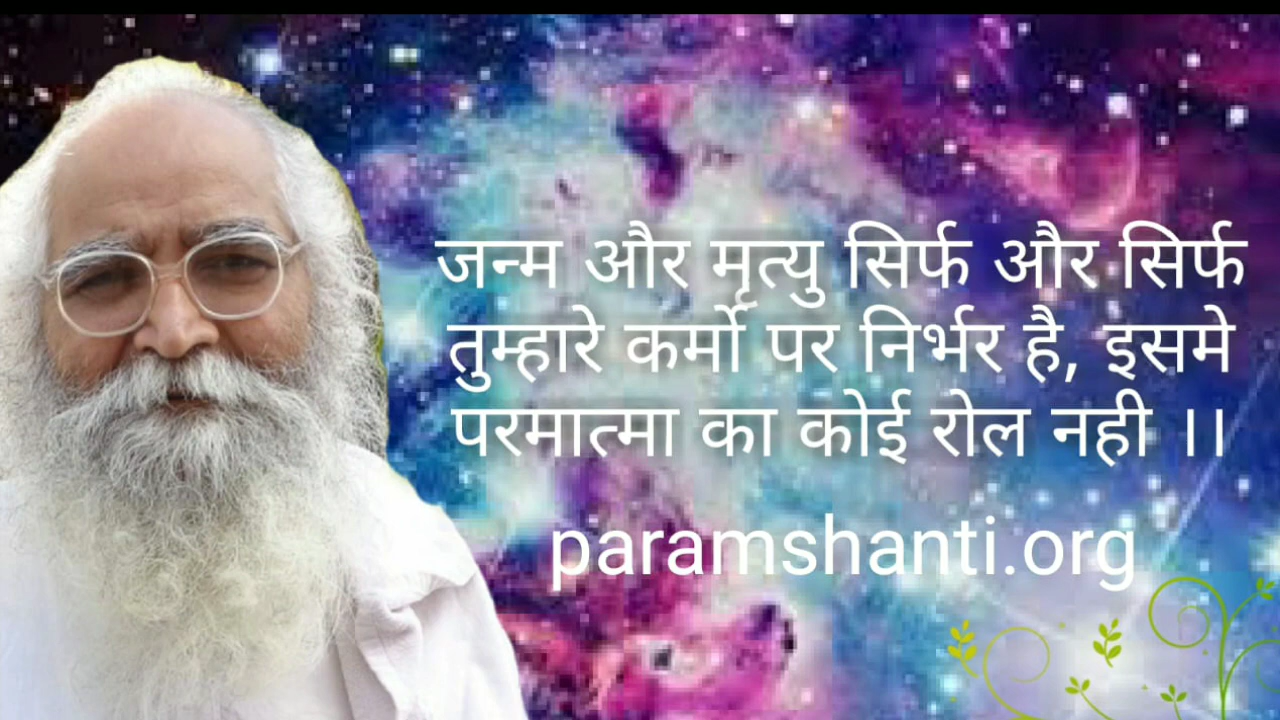 जन्म और मृत्यु सिर्फ और सिर्फ
तुम्हारे कर्मो पर निर्भर है, इसमे
परमात्मा का कोई रोल नही ।।
paramshanti.org